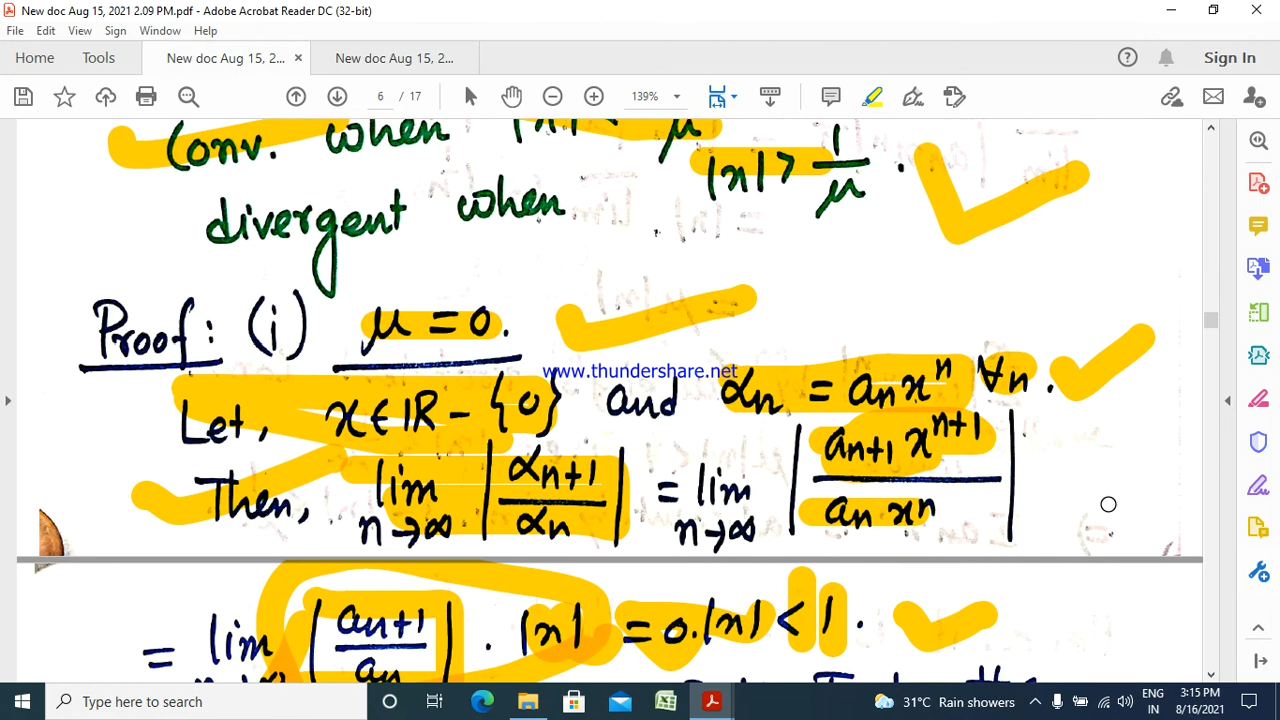 New doc Aug 15, 2021 2.09 PM.pdf - Adobe Acrobat Reader DC (32-bit)
File Edit View Sign Window Help
Home Tools New doc Aug 15, 2... × New doc Aug 15, 2... Sign In
6 / 17 139%
Conv. when |x| < 1/μ
|x| > 1/μ .
divergent when
Proof: (i) μ = 0.
www.thundershare.net
Let, x ∈ IR - {0} and αn = an x^n ∀n.
Then, lim n→∞ |αn+1 / αn| = lim n→∞ |an+1 x^n+1 / an x^n|
= lim n→∞ |an+1 / an| . |x| = 0.|x| < 1.
Type here to search
31°C Rain showers ENG IN 3:15 PM 8/16/2021